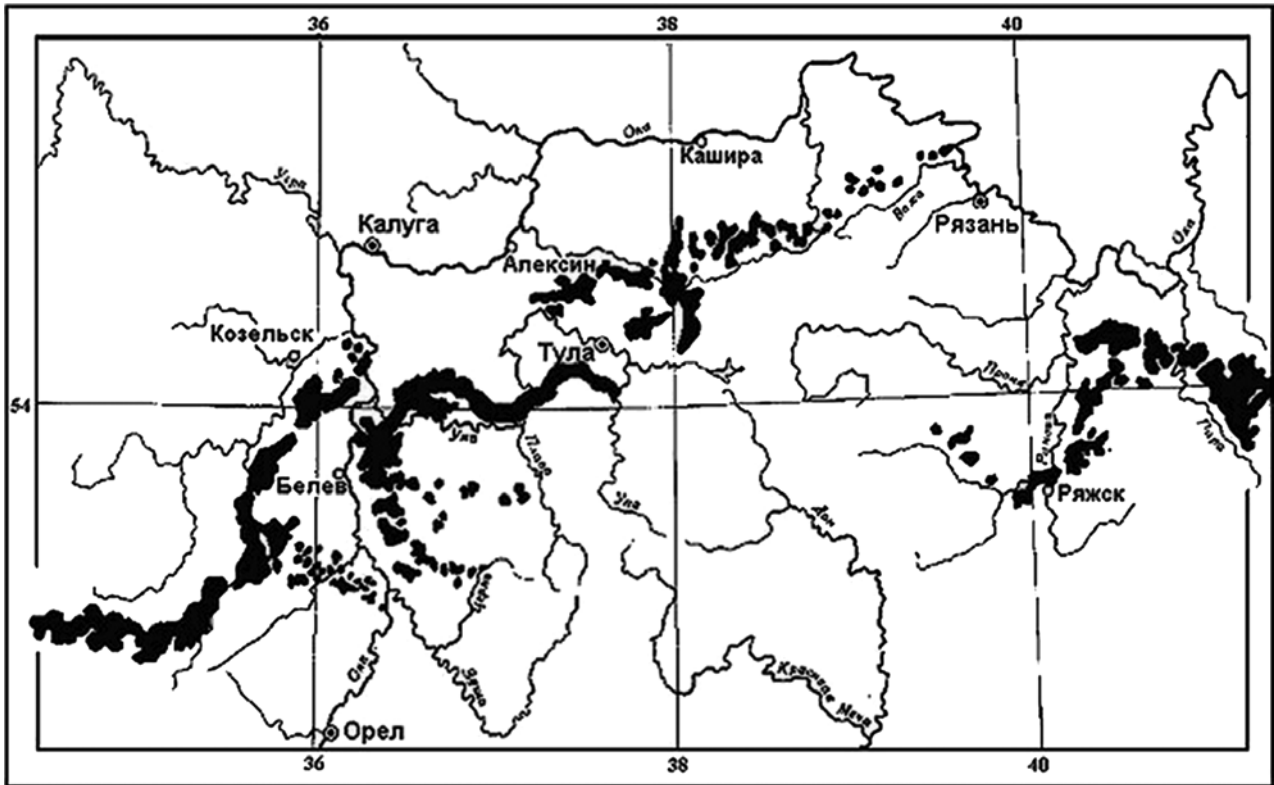 36 38 40
Ока
Кашира
Угра
Вожа
Калуга
Рязань
Ока
Алексин
Козельск
Тула
Проня
54
Упа
Плава
Ранова
Пара
Белев
Ряжск
Упа
Дон
Ока
Зуша
Красная Меча
Орел
36 38 40